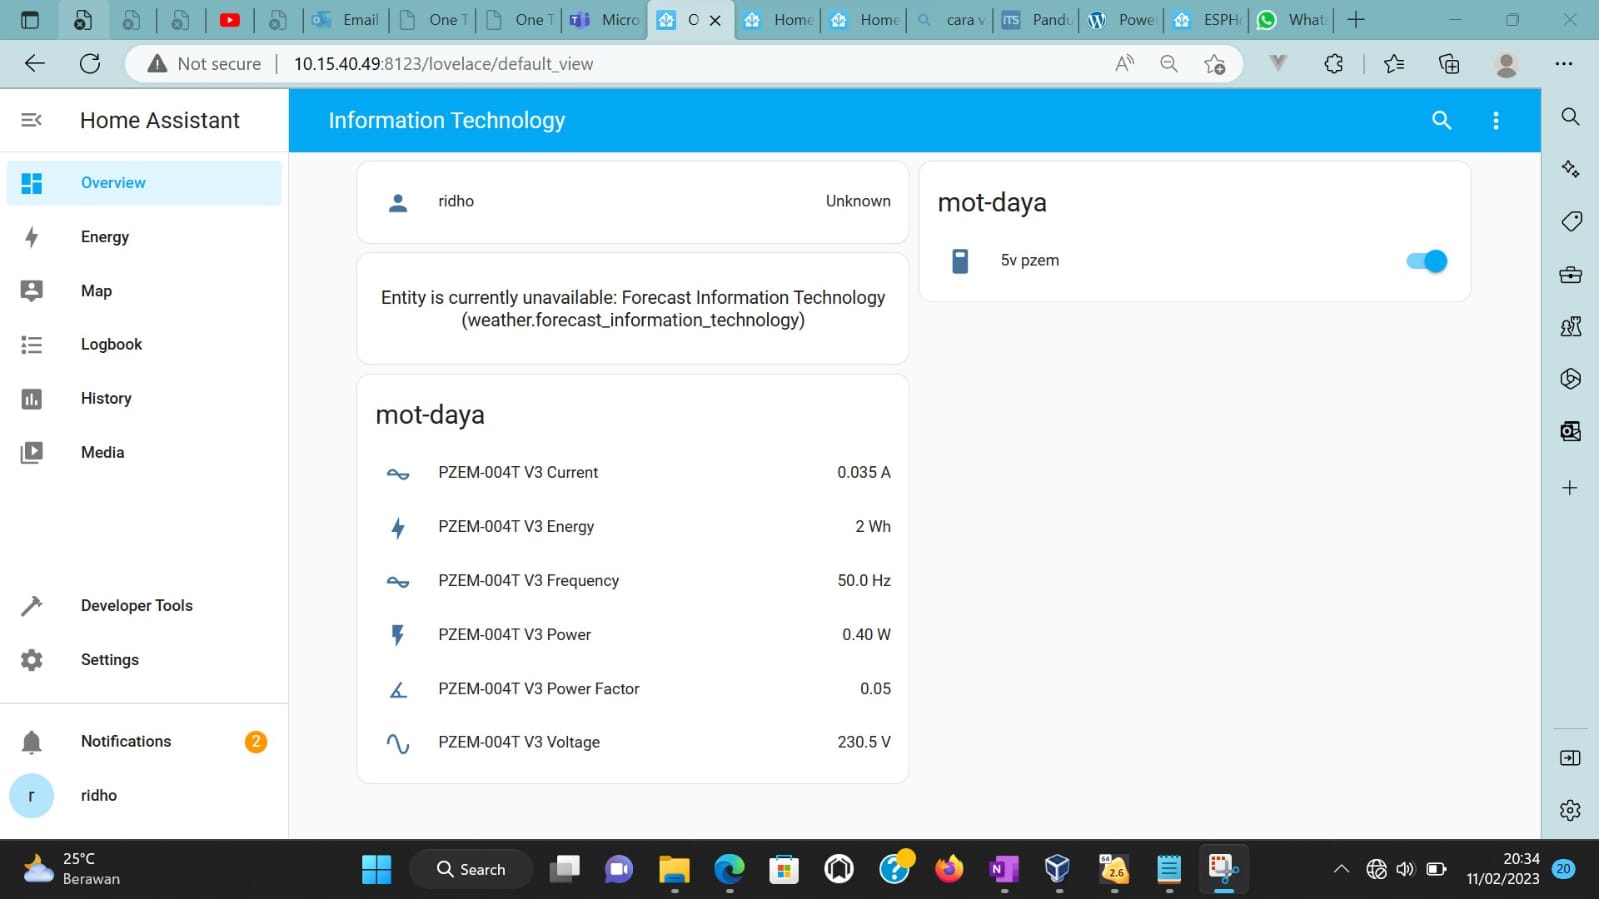 Email
One T
One T
Micro
O
Home
Home
cara v
Pandu
Power
ESPHo
What
Not secure
10.15.40.49:8123/lovelace/default_view
Home Assistant
Information Technology
Overview
Energy
Map
Logbook
History
Media
Developer Tools
Settings
Notifications
2
r
ridho
ridho
Unknown
Entity is currently unavailable: Forecast Information Technology
(weather.forecast_information_technology)
mot-daya
PZEM-004T V3 Current
0.035 A
PZEM-004T V3 Energy
2 Wh
PZEM-004T V3 Frequency
50.0 Hz
PZEM-004T V3 Power
0.40 W
PZEM-004T V3 Power Factor
0.05
PZEM-004T V3 Voltage
230.5 V
mot-daya
5v pzem
25°C
Berawan
Search
64
2.6
20:34
11/02/2023
20